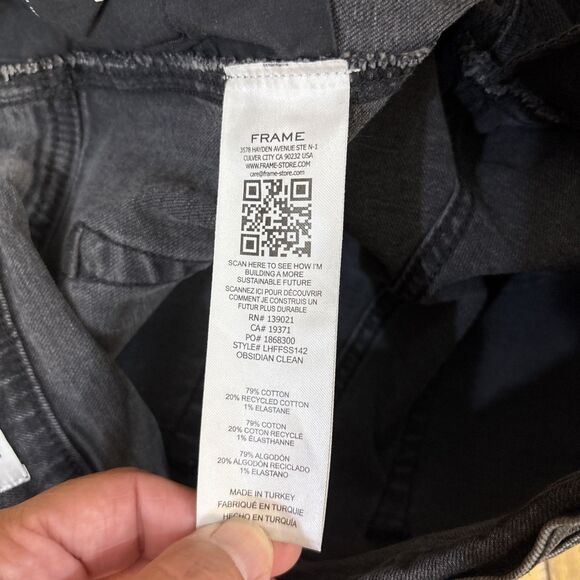 FRAME
3578 HAYDEN AVENUE STE N-1
CULVER CITY CA 90232 USA
WWW.FRAME-STORE.COM
care@frame-store.com
SCAN HERE TO SEE HOW I'M
BUILDING A MORE
SUSTAINABLE FUTURE
SCANNEZ ICI POUR DÉCOUVRIR
COMMENT JE CONSTRUIS UN
FUTUR PLUS DURABLE
RN# 139021
CA# 19371
PO# 1868300
STYLE# LHFFSS142
OBSIDIAN CLEAN
79% COTTON
20% RECYCLED COTTON
1% ELASTANE
79% COTON
20% COTON RECYCLÉ
1% ÉLASTHANNE
79% ALGODÓN
20% ALGODÓN RECICLADO
1% ELASTANO
MADE IN TURKEY
FABRIQUÉ EN TURQUIE
HECHO EN TURQUÍA